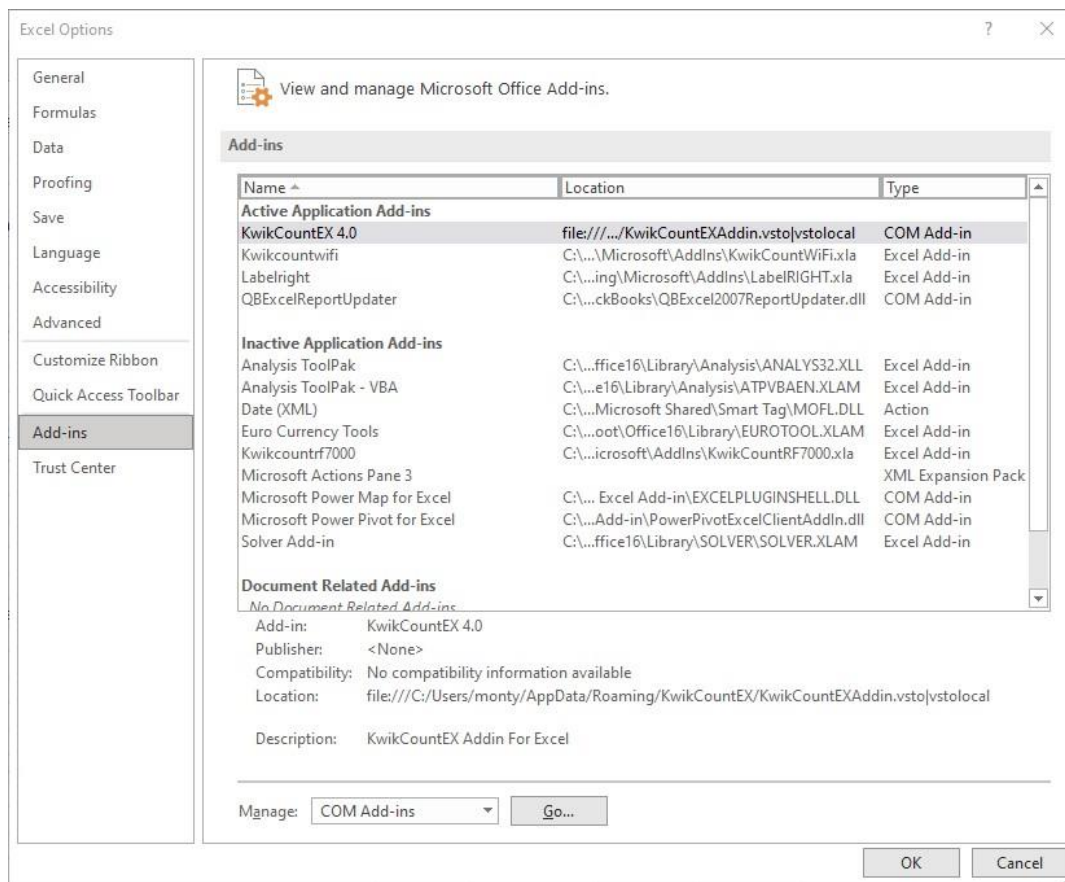 Excel Options
?
General
Formulas
Data
Proofing
Save
Language
Accessibility
Advanced
Customize Ribbon
Quick Access Toolbar
Add-ins
Trust Center
View and manage Microsoft Office Add-ins.
Add-ins
Name Location Type
Active Application Add-ins
KwikCountEX 4.0 file:///.../KwikCountEXAddin.vsto|vstolocal COM Add-in
Kwikcountwifi C:\...\Microsoft\AddIns\KwikCountWiFi.xla Excel Add-in
Labelright C:\...ing\Microsoft\AddIns\LabelRIGHT.xla Excel Add-in
QBExcelReportUpdater C:\...ckBooks\QBExcel2007ReportUpdater.dll COM Add-in
Inactive Application Add-ins
Analysis ToolPak C:\...ffice16\Library\Analysis\ANALYS32.XLL Excel Add-in
Analysis ToolPak - VBA C:\...e16\Library\Analysis\ATPVBAEN.XLAM Excel Add-in
Date (XML) C:\...Microsoft Shared\Smart Tag\MOFL.DLL Action
Euro Currency Tools C:\...oot\Office16\Library\EUROTOOL.XLAM Excel Add-in
Kwikcountrf7000 C:\...icrosoft\AddIns\KwikCountRF7000.xla Excel Add-in
Microsoft Actions Pane 3 XML Expansion Pack
Microsoft Power Map for Excel C:\... Excel Add-in\EXCELPLUGINSHELL.DLL COM Add-in
Microsoft Power Pivot for Excel C:\...Add-in\PowerPivotExcelClientAddIn.dll COM Add-in
Solver Add-in C:\...ffice16\Library\SOLVER\SOLVER.XLAM Excel Add-in
Document Related Add-ins
No Document Related Add-ins
Add-in: KwikCountEX 4.0
Publisher: <None>
Compatibility: No compatibility information available
Location: file:///C:/Users/monty/AppData/Roaming/KwikCountEX/KwikCountEXAddin.vsto|vstolocal
Description: KwikCountEX Addin For Excel
Manage: COM Add-ins Go...
OK Cancel